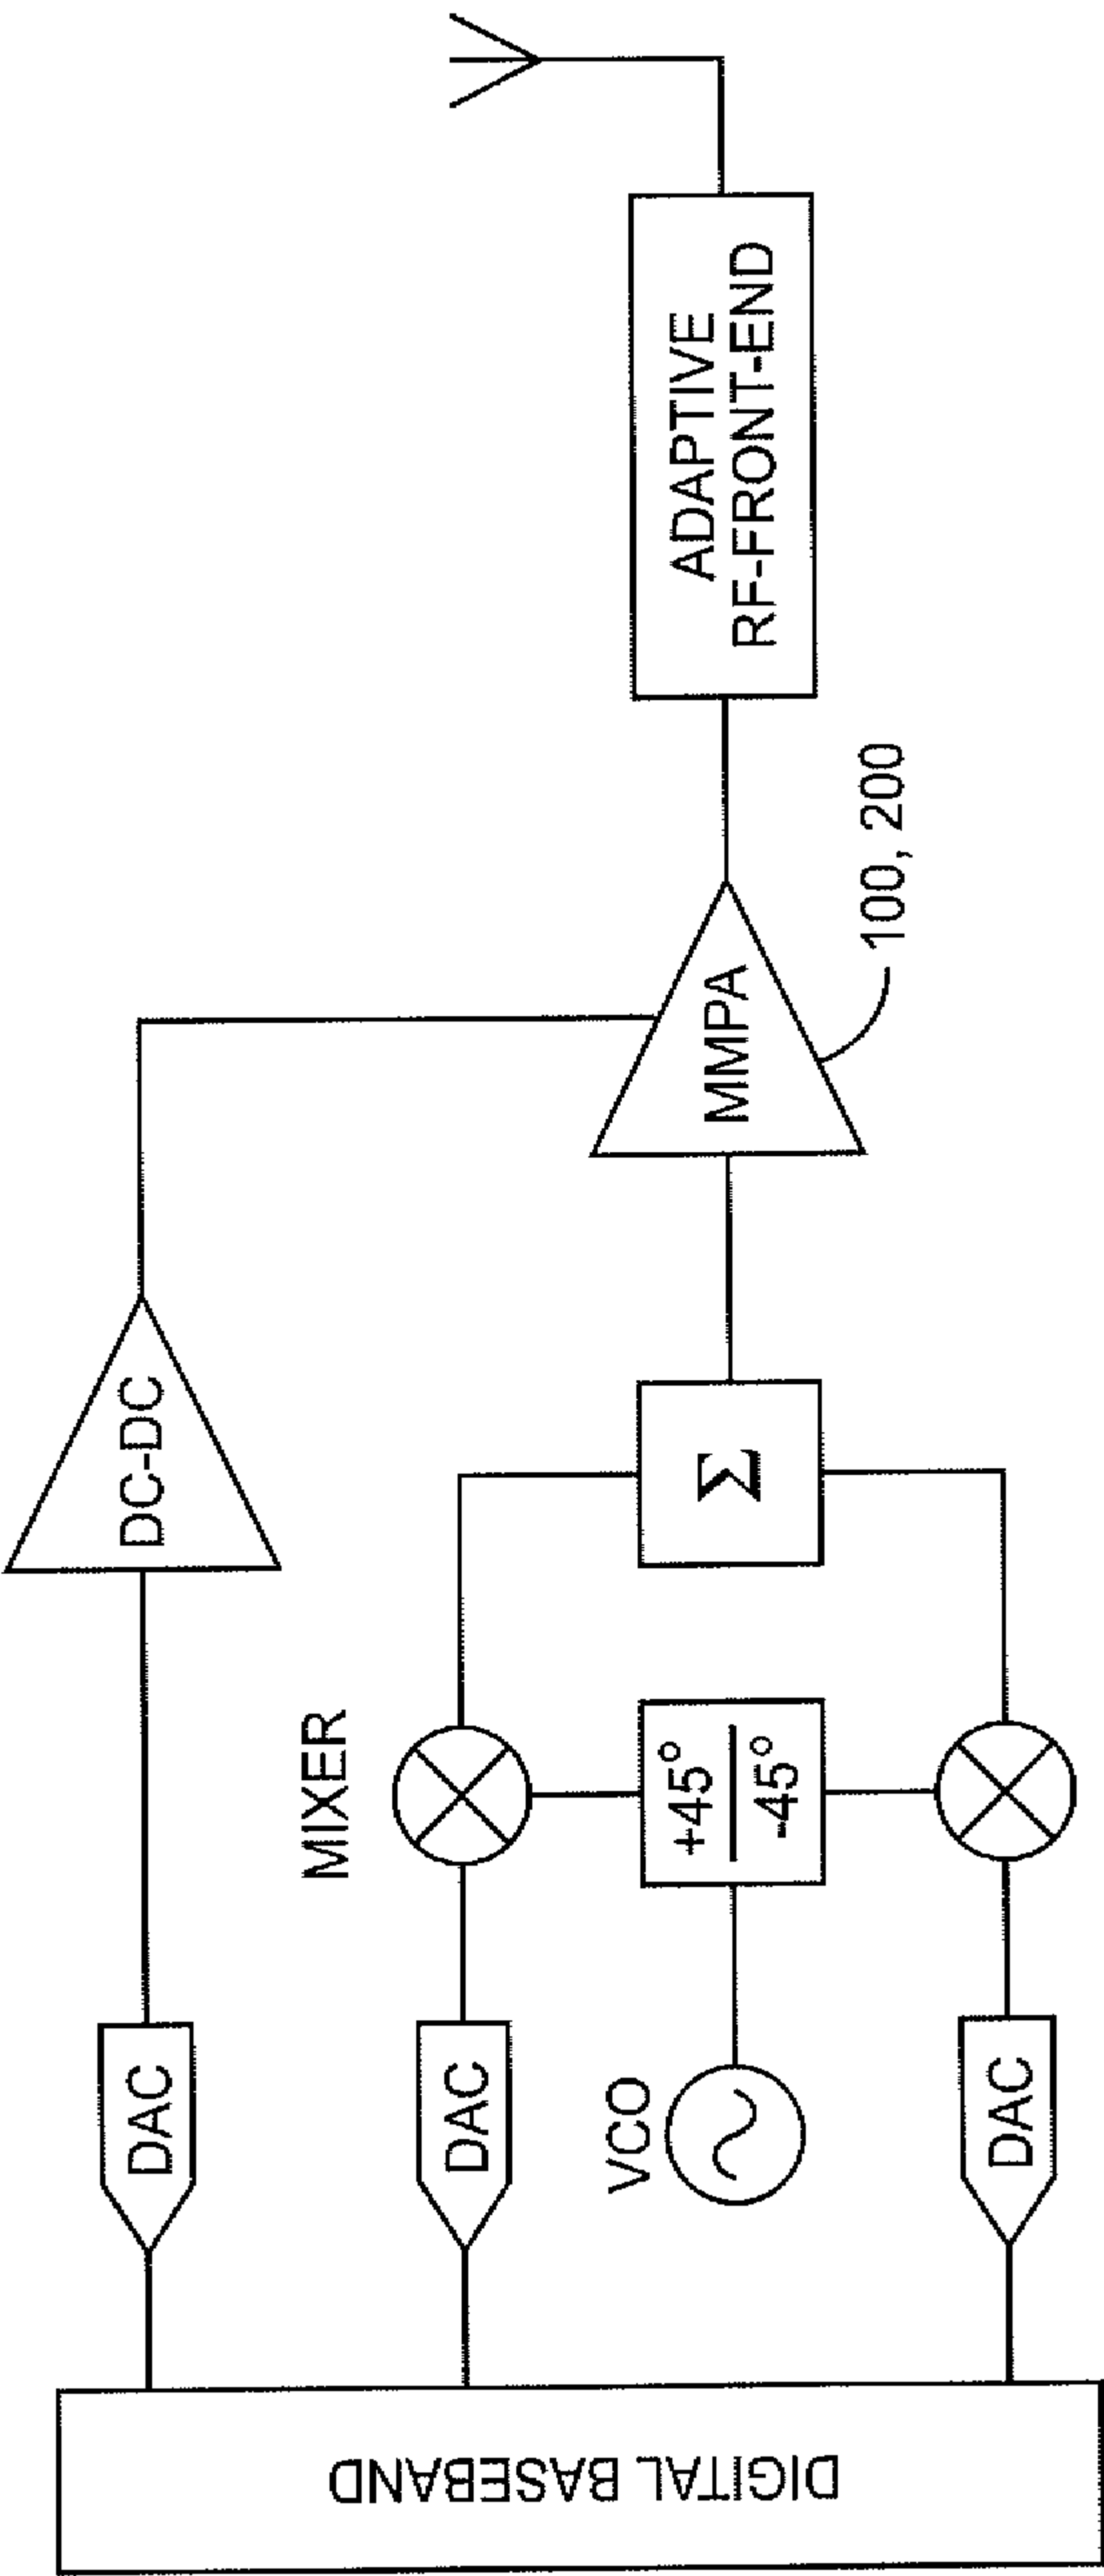 DIGITAL BASEBAND
DAC
DAC
DAC
VCO
MIXER
+45°
-45°
DC-DC
Σ
MMPA
100, 200
ADAPTIVE
RF-FRONT-END